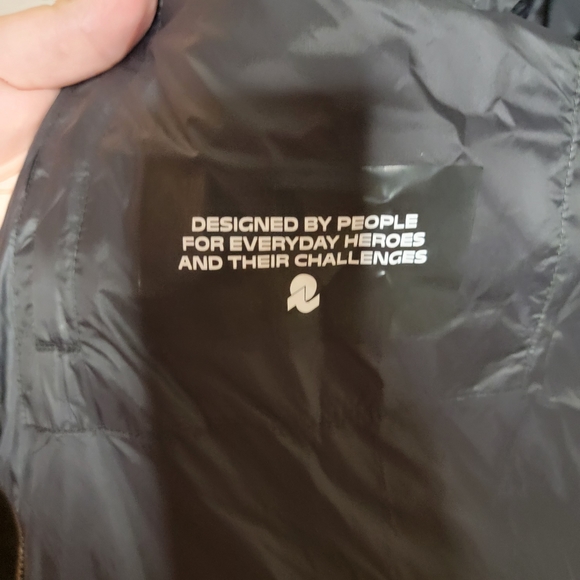 DESIGNED BY PEOPLE
FOR EVERYDAY HEROES
AND THEIR CHALLENGES